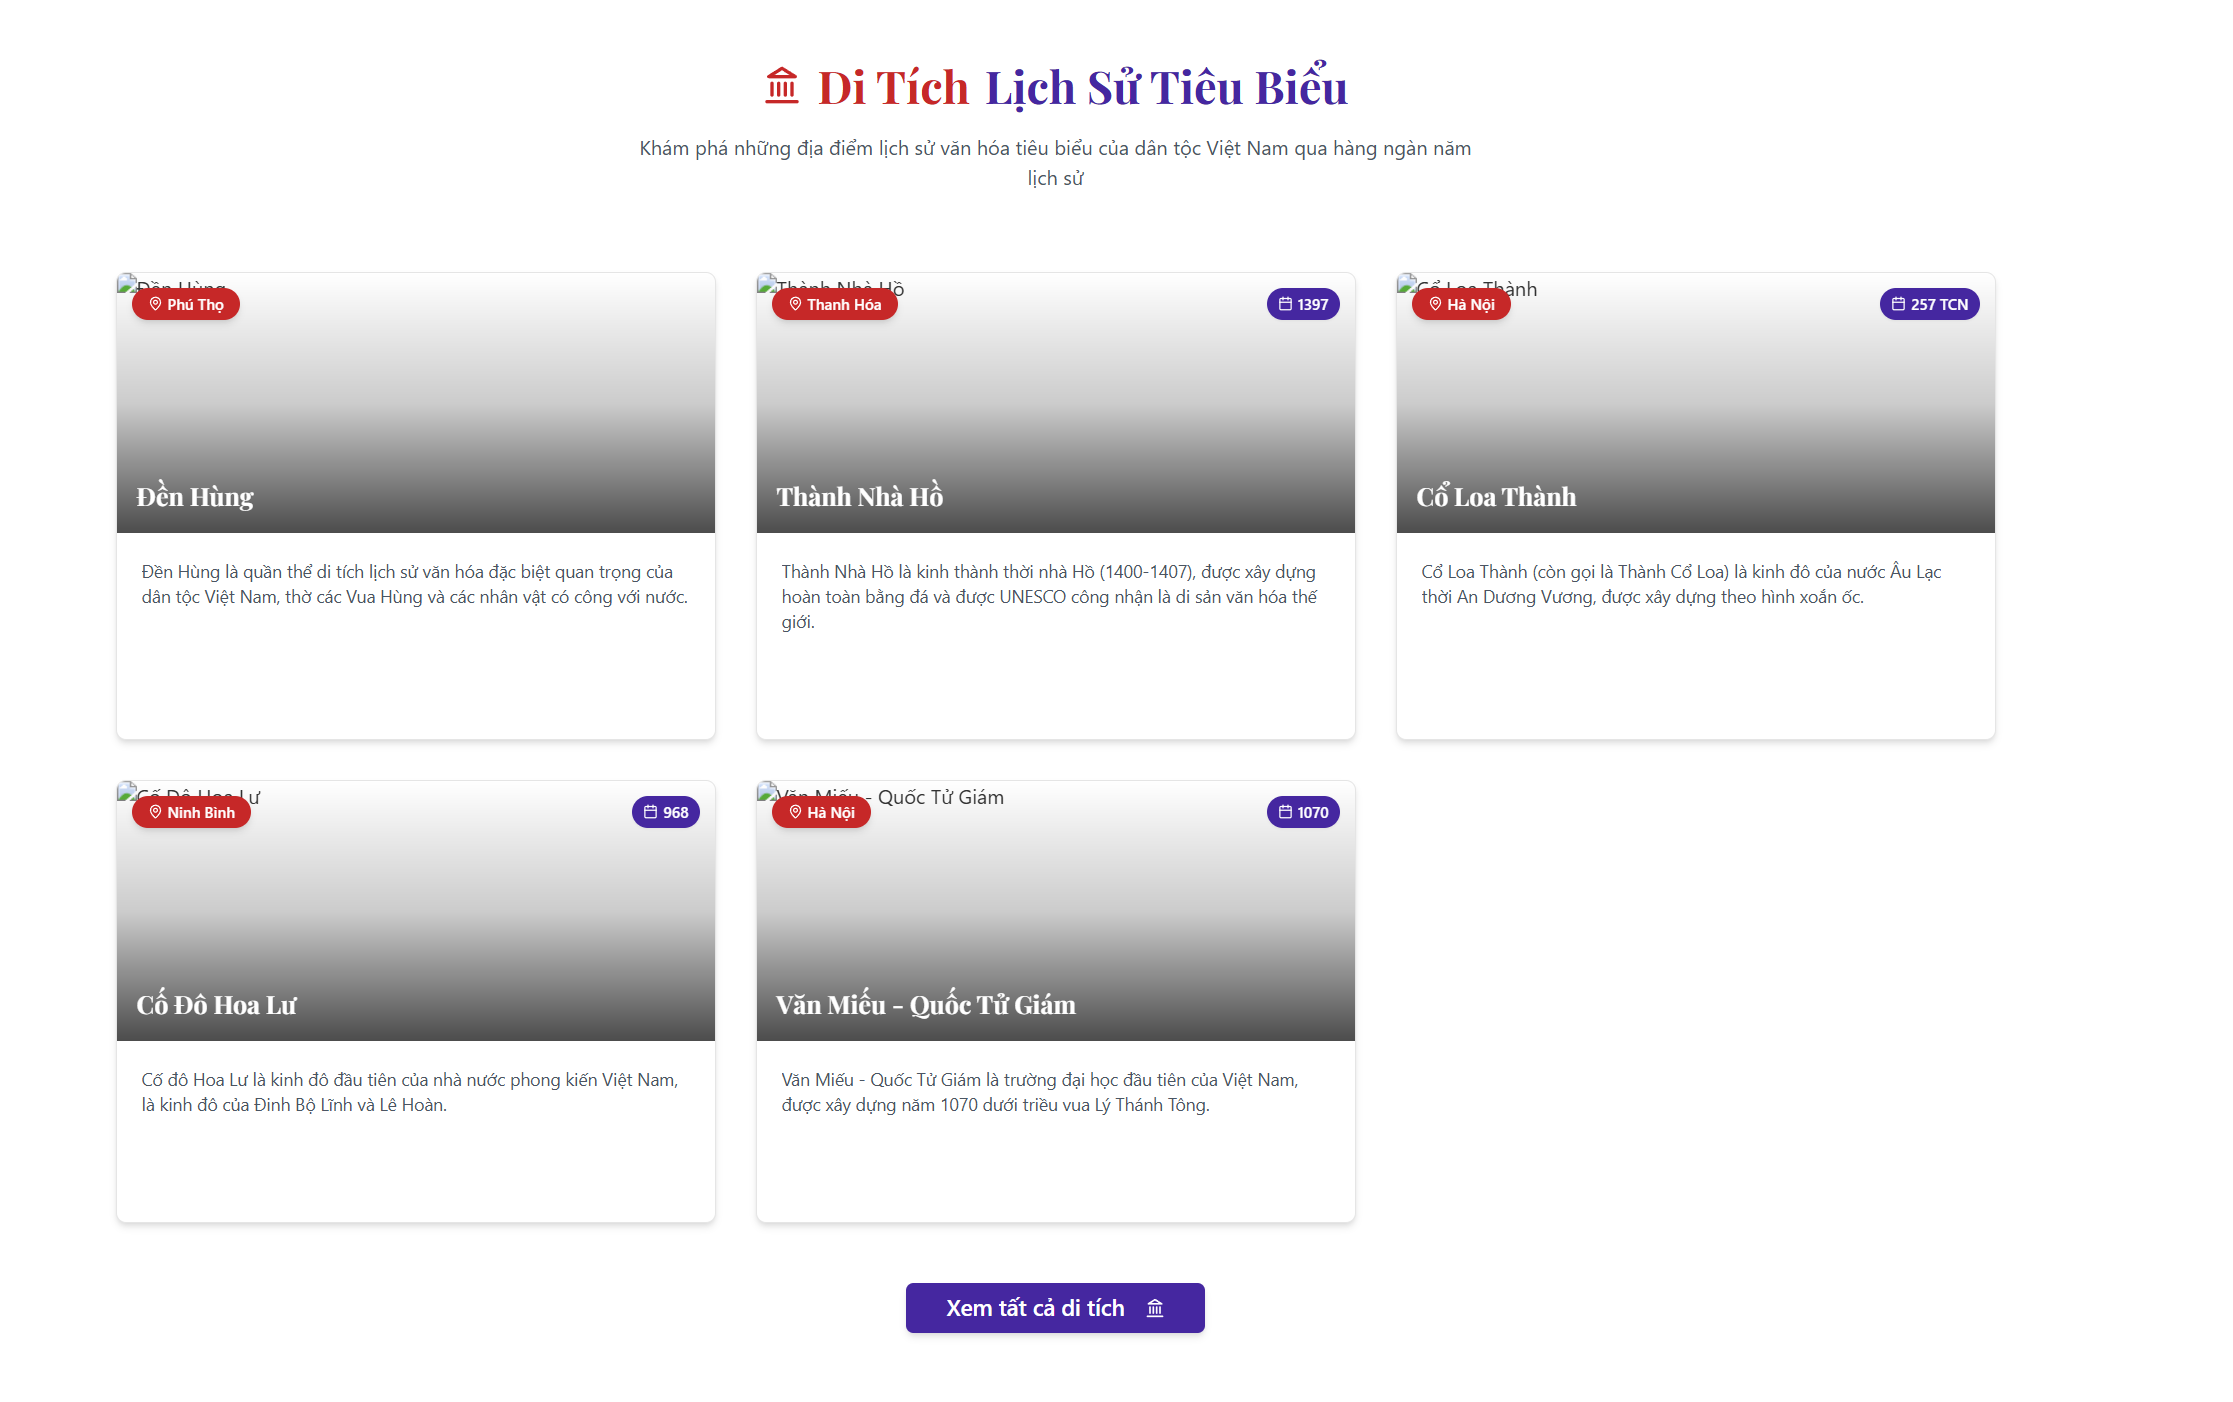 Di Tích Lịch Sử Tiêu Biểu
Khám phá những địa điểm lịch sử văn hóa tiêu biểu của dân tộc Việt Nam qua hàng ngàn năm
lịch sử
Đền Hùng
Phú Thọ
Đền Hùng
Đền Hùng là quần thể di tích lịch sử văn hóa đặc biệt quan trọng của
dân tộc Việt Nam, thờ các Vua Hùng và các nhân vật có công với nước.
Thành Nhà Hồ
Thanh Hóa
1397
Thành Nhà Hồ
Thành Nhà Hồ là kinh thành thời nhà Hồ (1400-1407), được xây dựng
hoàn toàn bằng đá và được UNESCO công nhận là di sản văn hóa thế
giới.
Cổ Loa Thành
Hà Nội
257 TCN
Cổ Loa Thành
Cổ Loa Thành (còn gọi là Thành Cổ Loa) là kinh đô của nước Âu Lạc
thời An Dương Vương, được xây dựng theo hình xoắn ốc.
Cố Đô Hoa Lư
Ninh Bình
968
Cố Đô Hoa Lư
Cố đô Hoa Lư là kinh đô đầu tiên của nhà nước phong kiến Việt Nam,
là kinh đô của Đinh Bộ Lĩnh và Lê Hoàn.
Văn Miếu - Quốc Tử Giám
Hà Nội
1070
Văn Miếu - Quốc Tử Giám
Văn Miếu - Quốc Tử Giám là trường đại học đầu tiên của Việt Nam,
được xây dựng năm 1070 dưới triều vua Lý Thánh Tông.
Xem tất cả di tích